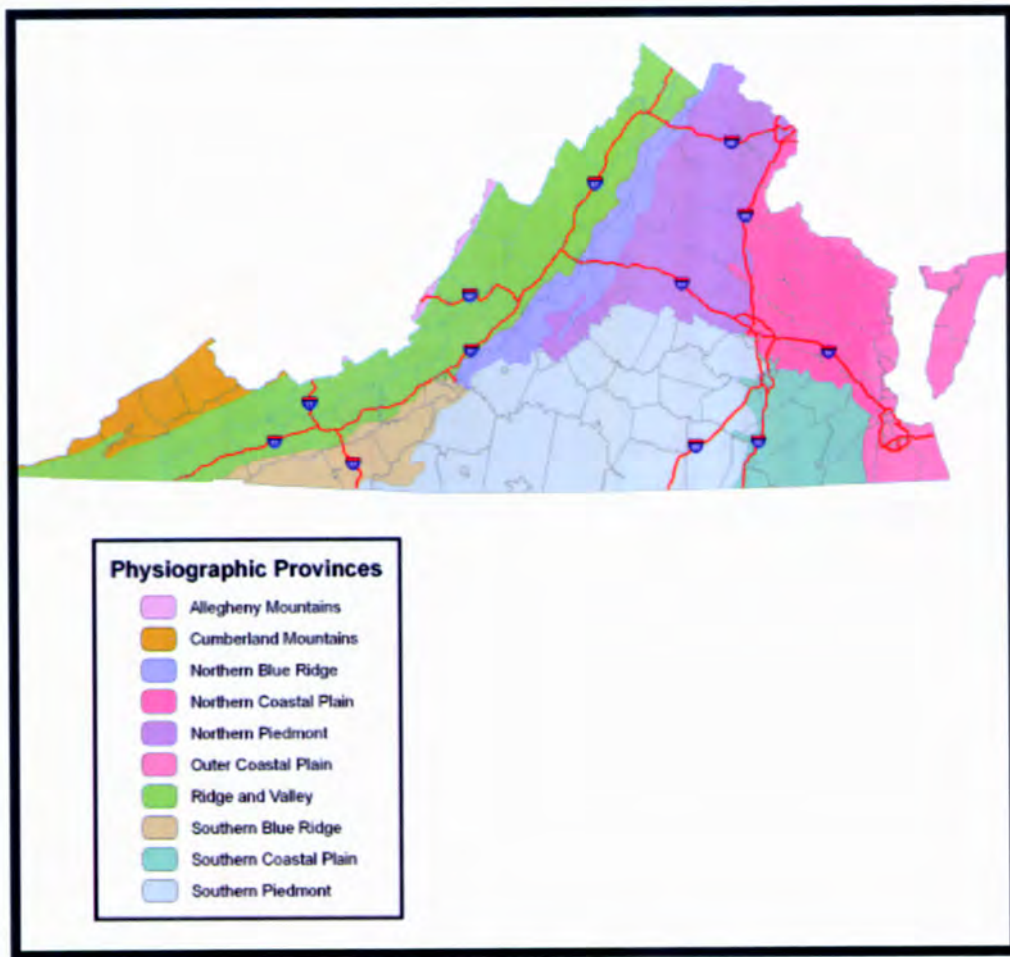 Physiographic Provinces
Allegheny Mountains
Cumberland Mountains
Northern Blue Ridge
Northern Coastal Plain
Northern Piedmont
Outer Coastal Plain
Ridge and Valley
Southern Blue Ridge
Southern Coastal Plain
Southern Piedmont